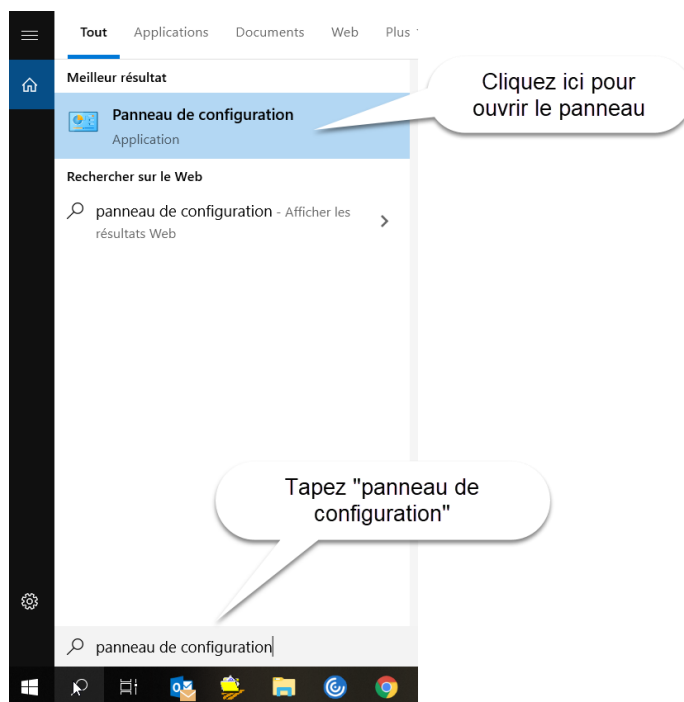 Tout Applications Documents Web Plus
Meilleur résultat
Panneau de configuration
Application
Cliquez ici pour
ouvrir le panneau
Rechercher sur le Web
panneau de configuration - Afficher les
résultats Web
Tapez "panneau de
configuration"
panneau de configuration